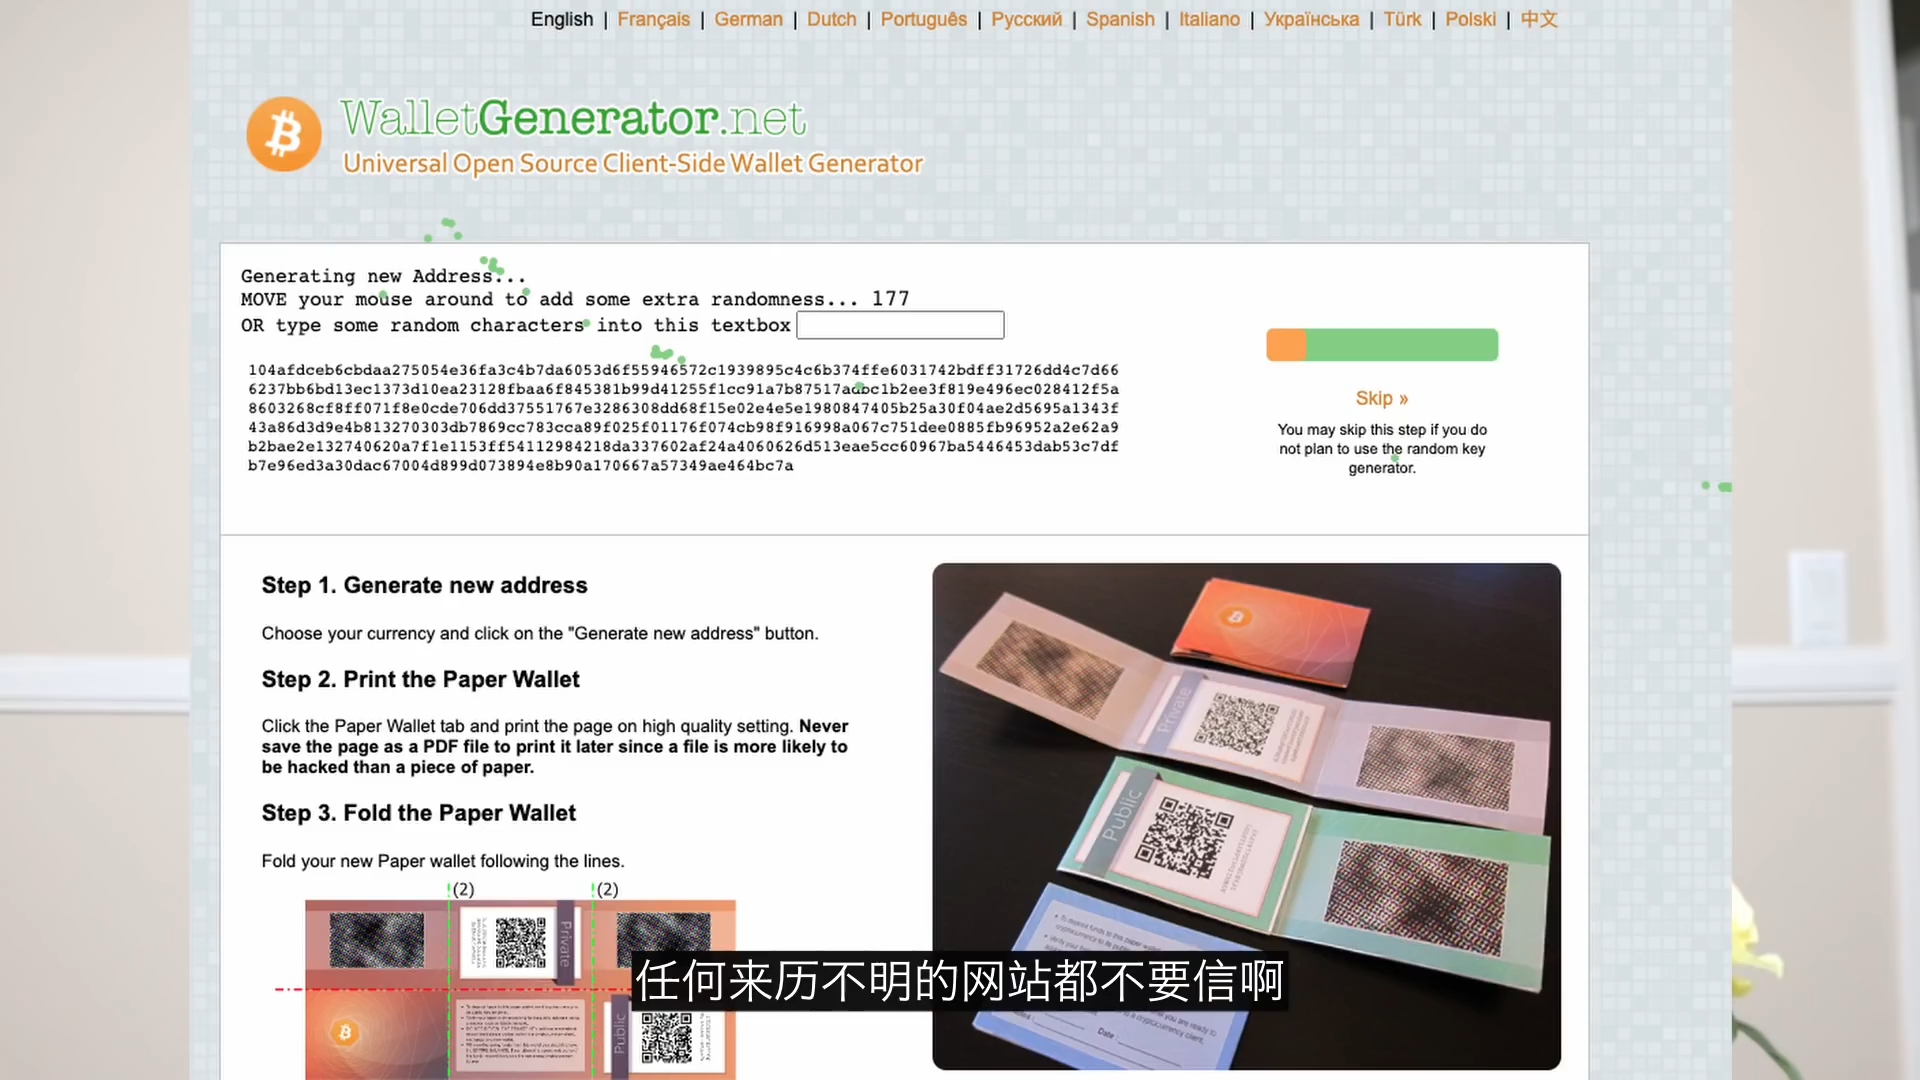 English | Français | German | Dutch | Português | Русский | Spanish | Italiano | Українська | Türk | Polski | 中文
WalletGenerator.net
Universal Open Source Client-Side Wallet Generator
Generating new Address...
MOVE your mouse around to add some extra randomness... 177
OR type some random characters into this textbox
104afdceb6cbdaa275054e36fa3c4b7da6053d6f55946572c1939895c4c6b374ffe6031742bdff31726dd4c7d66
6237bb6bd13ec1373d10ea23128fbaa6f845381b99d41255f1cc91a7b87517adbc1b2ee3f819e496ec028412f5a
8603268cf8ff071f8e0cde706dd37551767e3286308dd68f15e02e4e5e1980847405b25a30f04ae2d5695a1343f
43a86d3d9e4b813270303db7869cc783cca89f025f01176f074cb98f916998a067c751dee0885fb96952a2e62a9
b2bae2e132740620a7f1e1153ff54112984218da337602af24a4060626d513eae5cc60967ba5446453dab53c7df
b7e96ed3a30dac67004d899d073894e8b90a170667a57349ae464bc7a
Skip »
You may skip this step if you do
not plan to use the random key
generator.
Step 1. Generate new address
Choose your currency and click on the "Generate new address" button.
Step 2. Print the Paper Wallet
Click the Paper Wallet tab and print the page on high quality setting. Never
save the page as a PDF file to print it later since a file is more likely to
be hacked than a piece of paper.
Step 3. Fold the Paper Wallet
Fold your new Paper wallet following the lines.
(2) (2)
Private
Public
Private
Public
Date :
任何来历不明的网站都不要信啊